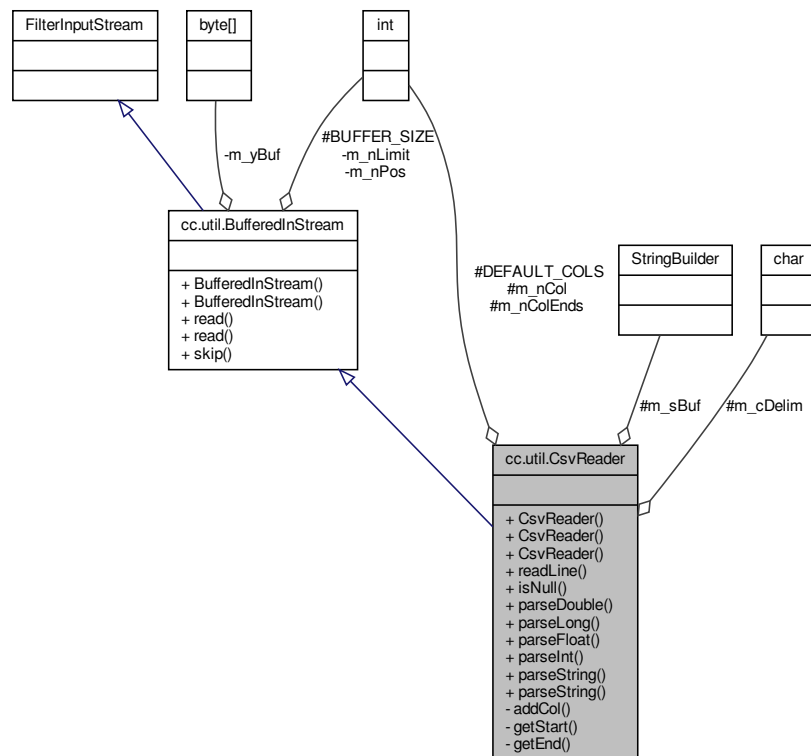 FilterInputStream
byte[]
int
-m_yBuf
#BUFFER_SIZE
-m_nLimit
-m_nPos
cc.util.BufferedInStream
+ BufferedInStream()
+ BufferedInStream()
+ read()
+ read()
+ skip()
#DEFAULT_COLS
#m_nCol
#m_nColEnds
StringBuilder
char
#m_sBuf
#m_cDelim
cc.util.CsvReader
+ CsvReader()
+ CsvReader()
+ CsvReader()
+ readLine()
+ isNull()
+ parseDouble()
+ parseLong()
+ parseFloat()
+ parseInt()
+ parseString()
+ parseString()
- addCol()
- getStart()
- getEnd()